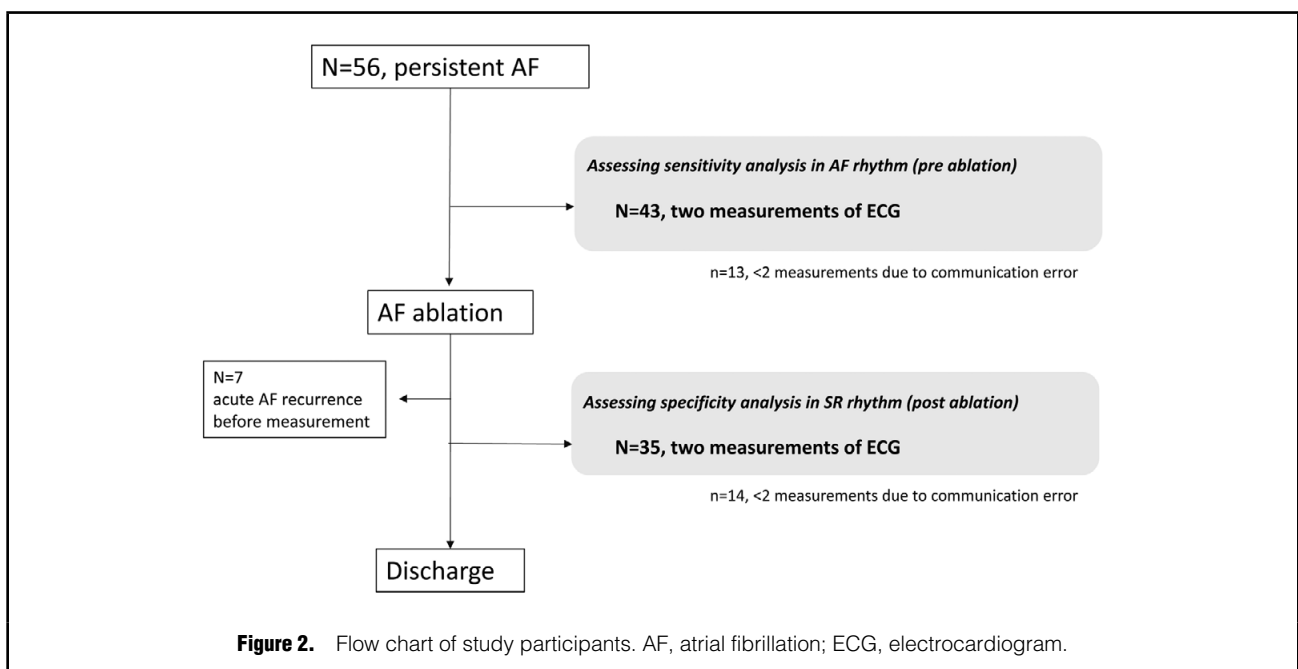 N=56, persistent AF
Assessing sensitivity analysis in AF rhythm (pre ablation)
N=43, two measurements of ECG
n=13, <2 measurements due to communication error
AF ablation
N=7
acute AF recurrence
before measurement
Assessing specificity analysis in SR rhythm (post ablation)
N=35, two measurements of ECG
n=14, <2 measurements due to communication error
Discharge
Figure 2. Flow chart of study participants. AF, atrial fibrillation; ECG, electrocardiogram.